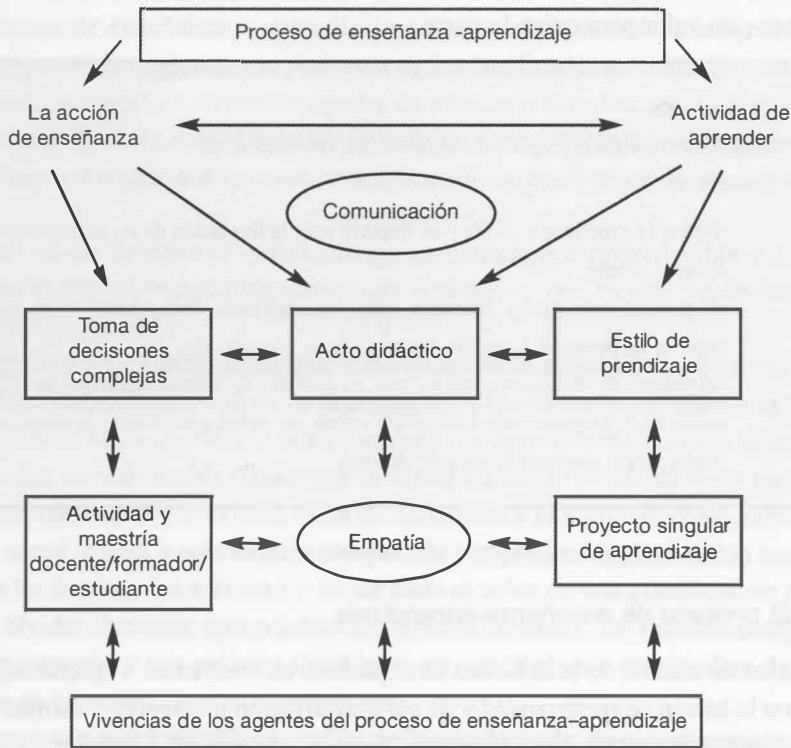 Proceso de enseñanza -aprendizaje
La acción
de enseñanza
Actividad de
aprender
Comunicación
Toma de
decisiones
complejas
Acto didáctico
Estilo de
prendizaje
Actividad y
maestría
docente/formador/
estudiante
Empatía
Proyecto singular
de aprendizaje
Vivencias de los agentes del proceso de enseñanza–aprendizaje